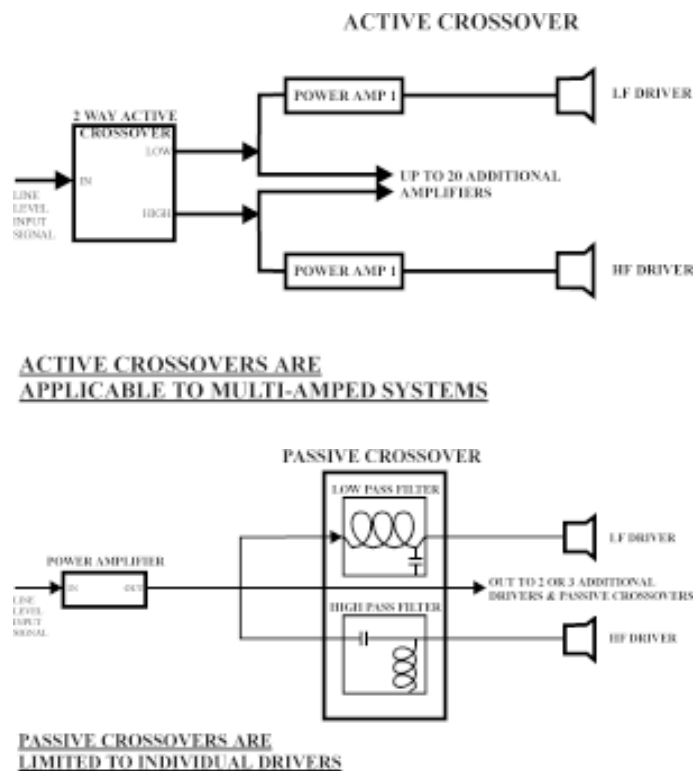 ACTIVE CROSSOVER
POWER AMP 1
LF DRIVER
2 WAY ACTIVE
CROSSOVER
LOW
UP TO 20 ADDITIONAL
AMPLIFIERS
IN
LINE
LEVEL
INPUT
SIGNAL
HIGH
POWER AMP 1
HF DRIVER
ACTIVE CROSSOVERS ARE
APPLICABLE TO MULTI-AMPED SYSTEMS
PASSIVE CROSSOVER
LOW PASS FILTER
LF DRIVER
POWER AMPLIFIER
IN
OUT
OUT TO 2 OR 3 ADDITIONAL
DRIVERS & PASSIVE CROSSOVERS
LINE
LEVEL
INPUT
SIGNAL
HIGH PASS FILTER
HF DRIVER
PASSIVE CROSSOVERS ARE
LIMITED TO INDIVIDUAL DRIVERS